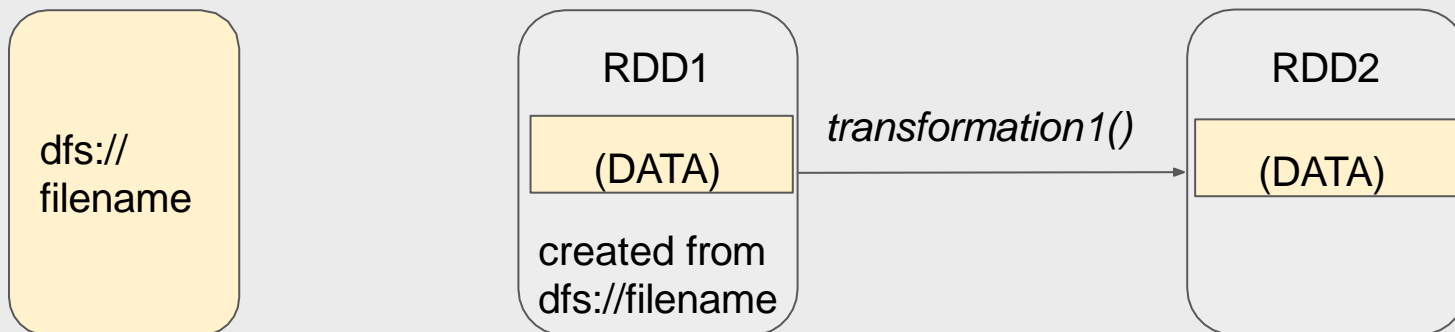 dfs://
filename
RDD1
(DATA)
created from
dfs://filename
transformation1()
RDD2
(DATA)